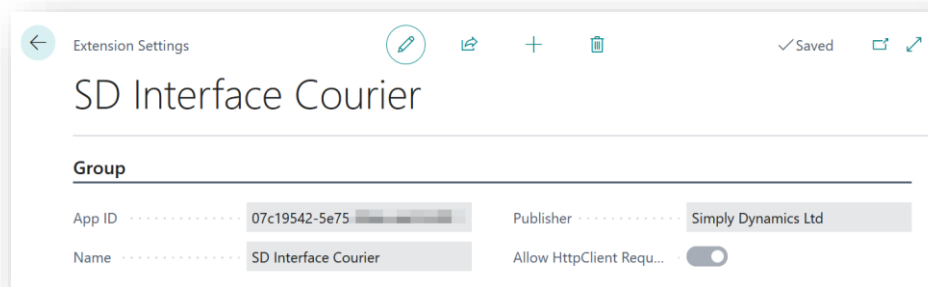 Extension Settings
Saved
SD Interface Courier
Group
App ID 07c19542-5e75
Publisher Simply Dynamics Ltd
Name SD Interface Courier
Allow HttpClient Requ...